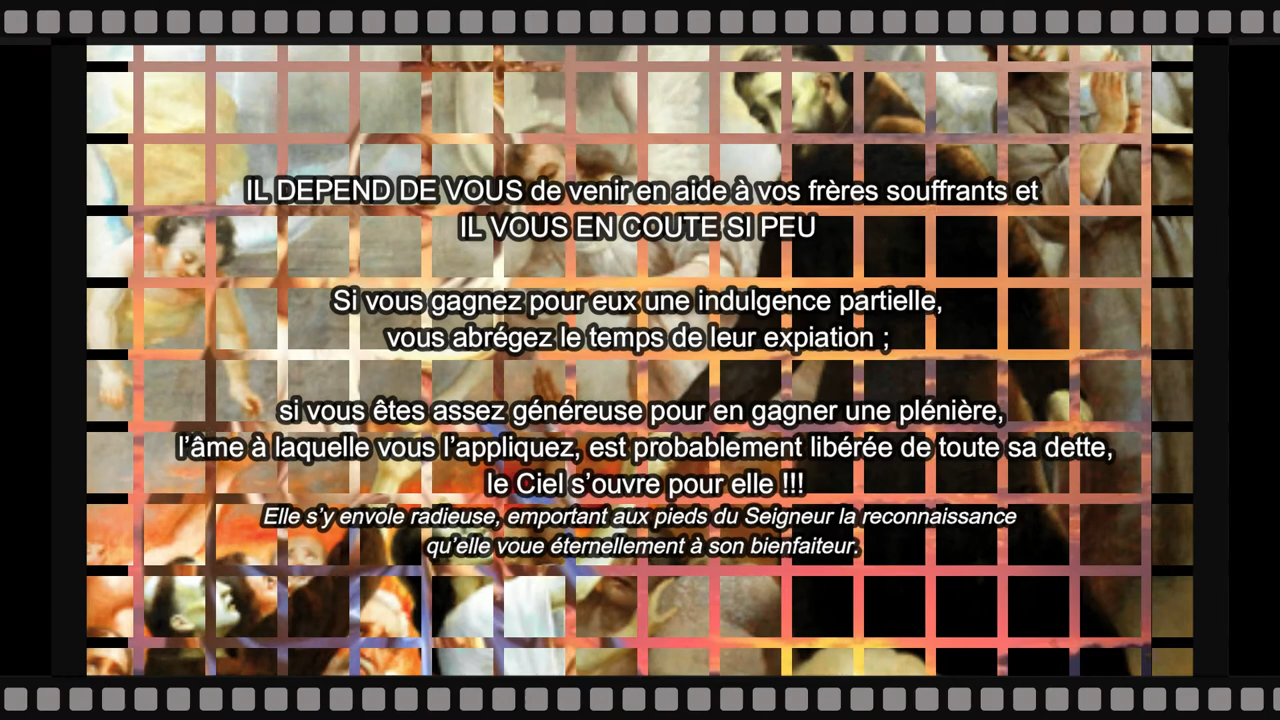 IL DEPEND DE VOUS de venir en aide à vos frères souffrants et
IL VOUS EN COUTE SI PEU
Si vous gagnez pour eux une indulgence partielle,
vous abrégez le temps de leur expiation ;
si vous êtes assez généreuse pour en gagner une plénière,
l’âme à laquelle vous l’appliquez, est probablement libérée de toute sa dette,
le Ciel s’ouvre pour elle !!!
Elle s’y envole radieuse, emportant aux pieds du Seigneur la reconnaissance
qu’elle voue éternellement à son bienfaiteur.